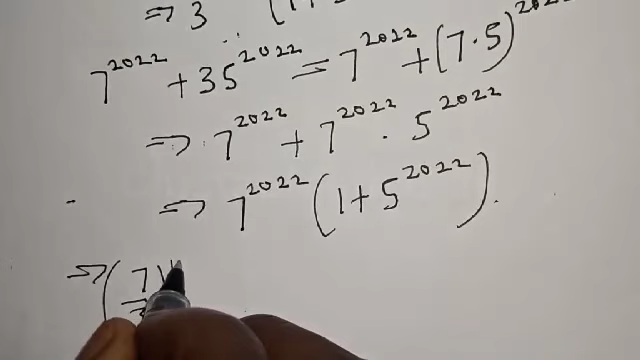 ⇒ 3 (1+
7^2022 + 35^2022 = 7^2022 + (7·5)^2022
⇒ 7^2022 + 7^2022 · 5^2022
⇒ 7^2022 (1+5^2022).
⇒ (7